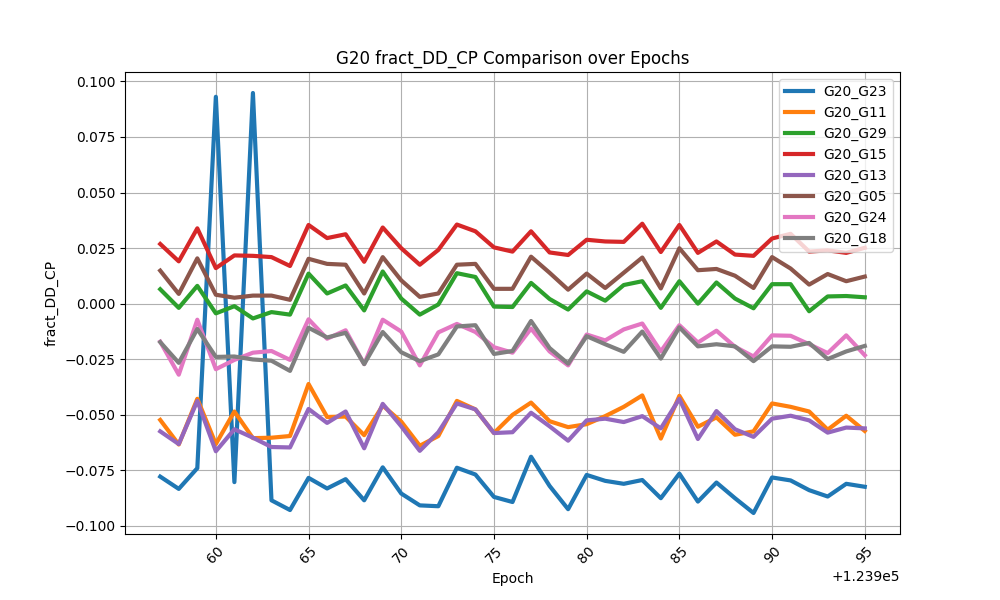 G20 fract_DD_CP Comparison over Epochs
0.100
0.075
0.050
0.025
0.000
−0.025
−0.050
−0.075
−0.100
fract_DD_CP
G20_G23
G20_G11
G20_G29
G20_G15
G20_G13
G20_G05
G20_G24
G20_G18
60
65
70
75
80
85
90
95
+1.239e5
Epoch